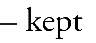 – kept